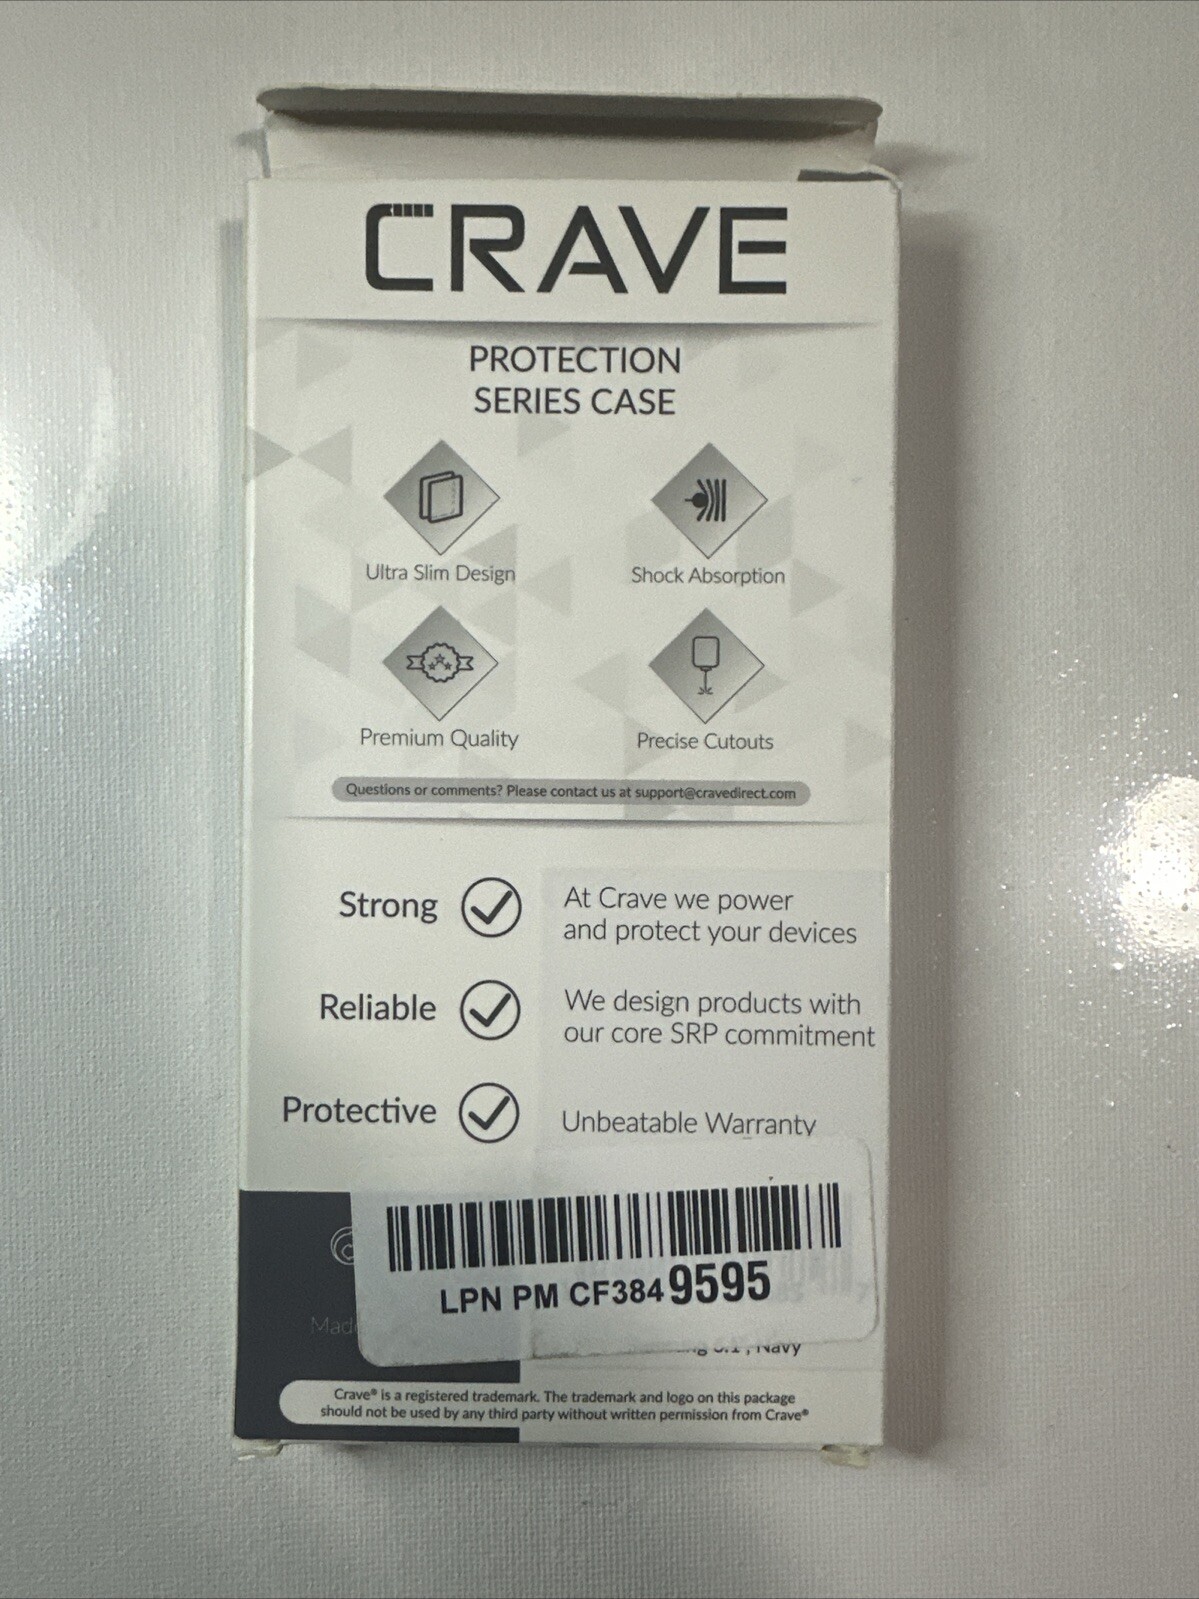 CRAVE
PROTECTION
SERIES CASE
Ultra Slim Design
Shock Absorption
Premium Quality
Precise Cutouts
Questions or comments? Please contact us at support@cravedirect.com
Strong
At Crave we power
and protect your devices
Reliable
We design products with
our core SRP commitment
Protective
Unbeatable Warranty
LPN PM CF3849595
Navy
Crave® is a registered trademark. The trademark and logo on this package
should not be used by any third party without written permission from Crave®